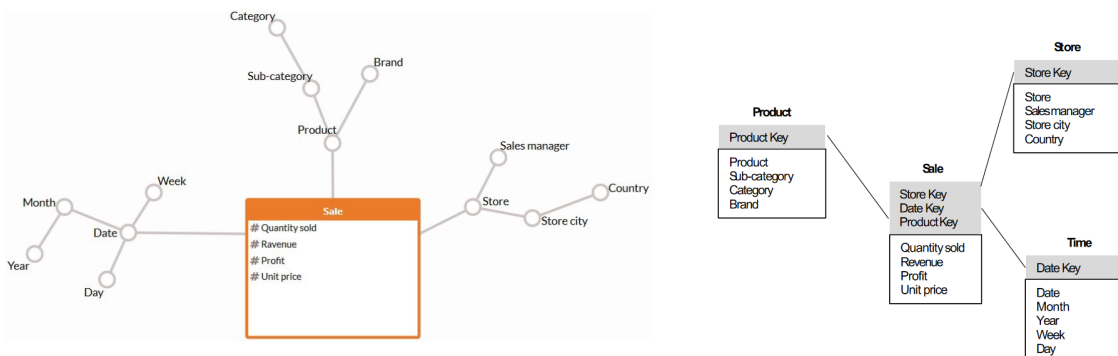 Category
Sub-category
Brand
Product
Sales manager
Week
Country
Month
Store
Store city
Date
Year
Day
Sale
# Quantity sold
# Ravenue
# Profit
# Unit price
Product
Product Key
Product
Sub-category
Category
Brand
Sale
Store Key
Date Key
Product Key
Quantity sold
Revenue
Profit
Unit price
Store
Store Key
Store
Sales manager
Store city
Country
Time
Date Key
Date
Month
Year
Week
Day